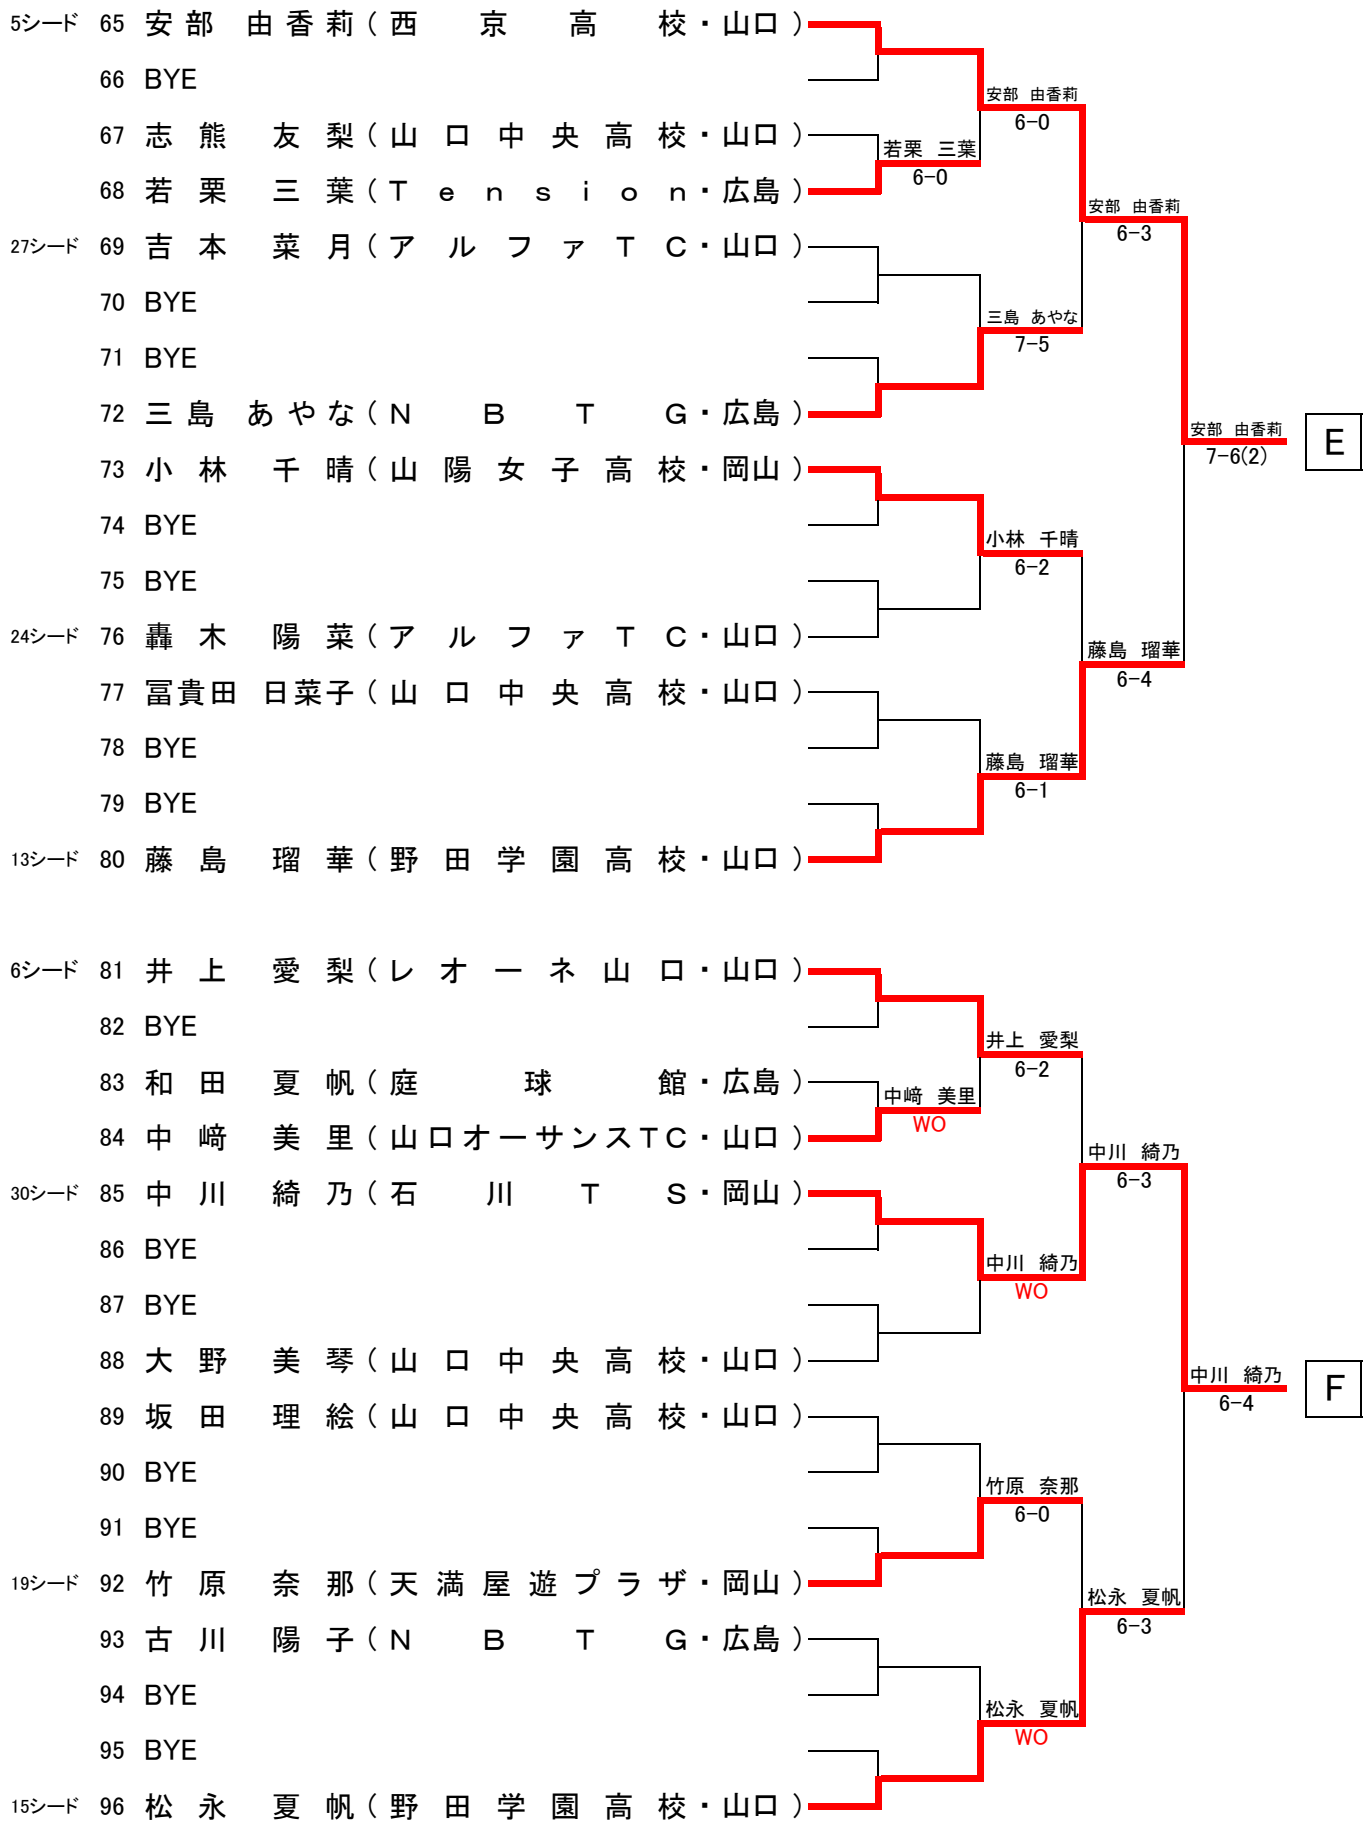 5シード 65 安部 由香莉(西京高校・山口)
66 BYE
安部 由香莉
6-0
67 志熊 友梨(山口中央高校・山口)
若栗 三葉
6-0
68 若栗 三葉(Tension・広島)
安部 由香莉
6-3
27シード 69 吉本 菜月(アルファTC・山口)
70 BYE
三島 あやな
7-5
71 BYE
72 三島 あやな(NBTG・広島)
安部 由香莉
7-6(2)
E
73 小林 千晴(山陽女子高校・岡山)
74 BYE
小林 千晴
6-2
75 BYE
24シード 76 轟木 陽菜(アルファTC・山口)
藤島 瑠華
6-4
77 冨貴田 日菜子(山口中央高校・山口)
78 BYE
藤島 瑠華
6-1
79 BYE
13シード 80 藤島 瑠華(野田学園高校・山口)
6シード 81 井上 愛梨(レオーネ山口・山口)
82 BYE
井上 愛梨
6-2
83 和田 夏帆(庭球館・広島)
中﨑 美里
WO
84 中﨑 美里(山口オーサンスTC・山口)
中川 綺乃
6-3
30シード 85 中川 綺乃(石川TS・岡山)
86 BYE
中川 綺乃
WO
87 BYE
88 大野 美琴(山口中央高校・山口)
中川 綺乃
6-4
F
89 坂田 理絵(山口中央高校・山口)
90 BYE
竹原 奈那
6-0
91 BYE
19シード 92 竹原 奈那(天満屋遊プラザ・岡山)
松永 夏帆
6-3
93 古川 陽子(NBTG・広島)
94 BYE
松永 夏帆
WO
95 BYE
15シード 96 松永 夏帆(野田学園高校・山口)